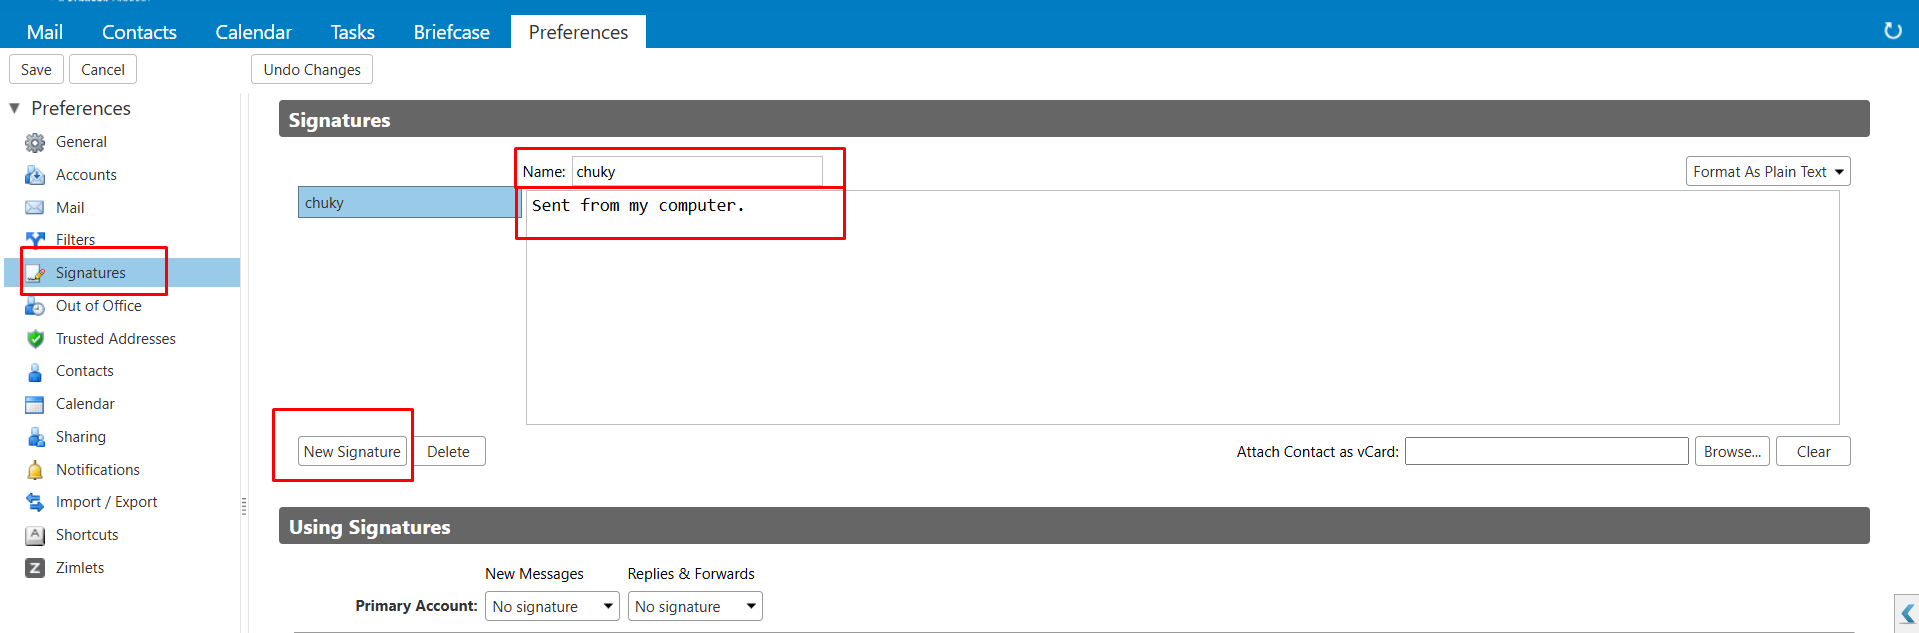 Mail Contacts Calendar Tasks Briefcase Preferences
Save Cancel Undo Changes
Preferences
General
Accounts
Mail
Filters
Signatures
Out of Office
Trusted Addresses
Contacts
Calendar
Sharing
Notifications
Import / Export
Shortcuts
Zimlets
Signatures
Name: chuky
Format As Plain Text
chuky
Sent from my computer.
New Signature Delete
Attach Contact as vCard: Browse... Clear
Using Signatures
New Messages Replies & Forwards
Primary Account: No signature No signature